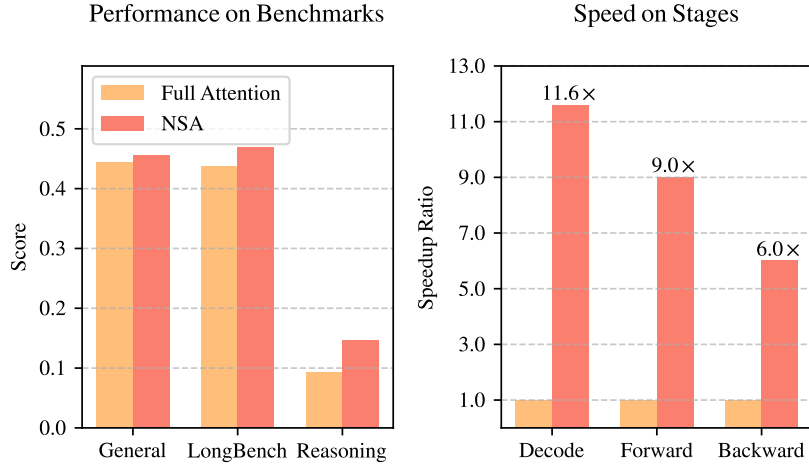 Performance on Benchmarks
Full Attention
NSA
Score
0.5
0.4
0.3
0.2
0.1
0.0
General
LongBench
Reasoning
Speed on Stages
Speedup Ratio
13.0
11.0
9.0
7.0
5.0
3.0
1.0
11.6×
9.0×
6.0×
Decode
Forward
Backward